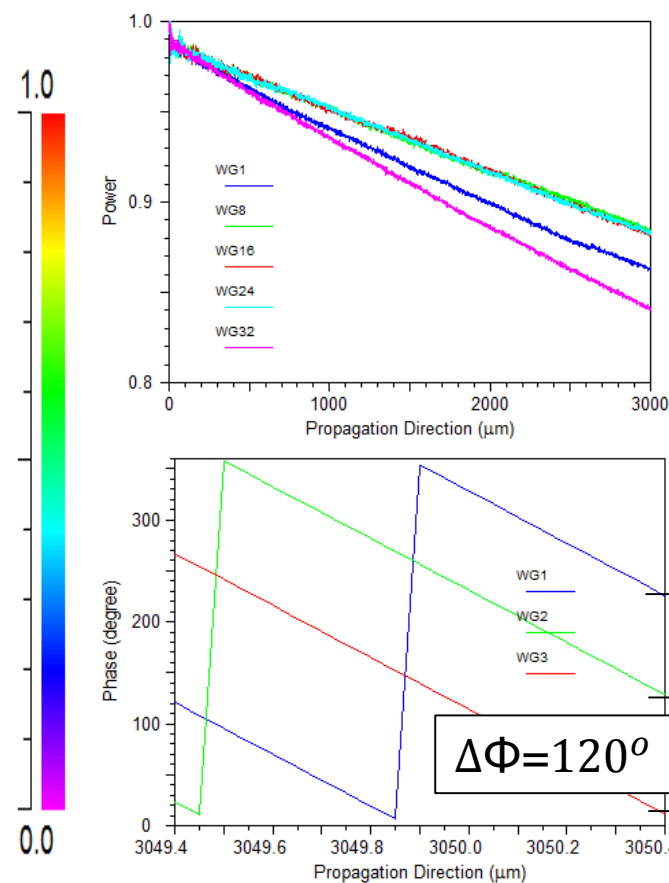 1.0
0.0
1.0
0.9
0.8
Power
WG1
WG8
WG16
WG24
WG32
0 1000 2000 3000
Propagation Direction (μm)
300
200
100
0
Phase (degree)
WG1
WG2
WG3
ΔΦ=120⁰
3049.4 3049.6 3049.8 3050.0 3050.2 3050.
Propagation Direction (μm)